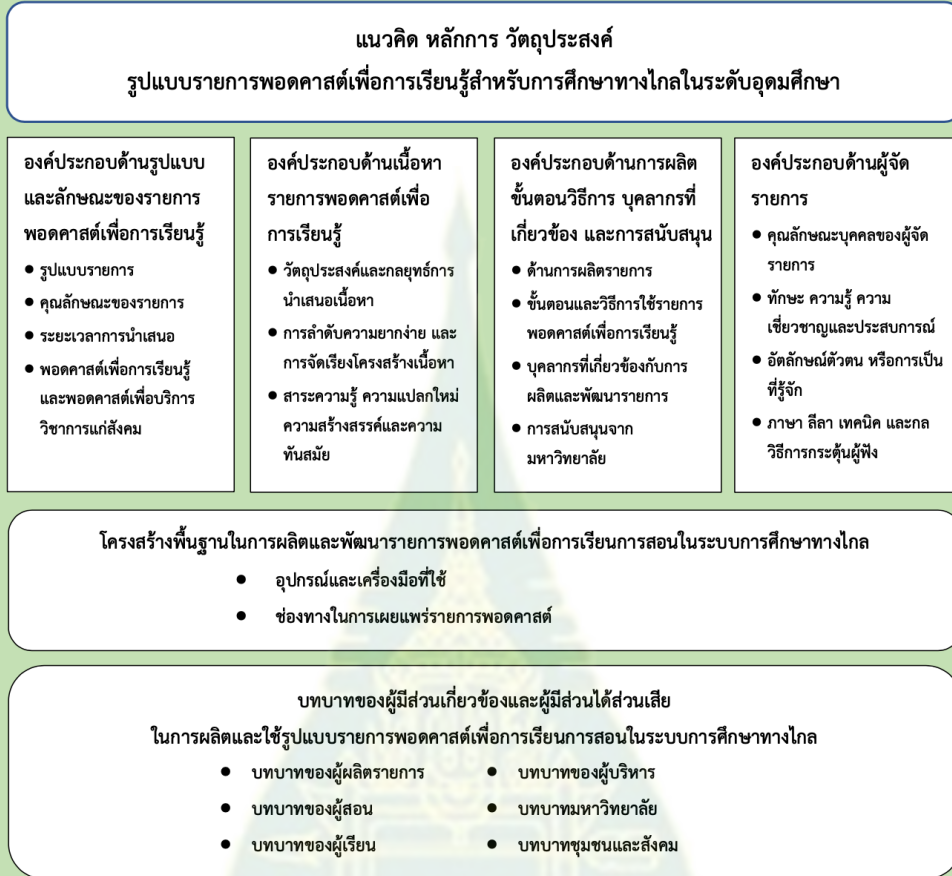 แนวคิด หลักการ วัตถุประสงค์
รูปแบบรายการพอดคาสต์เพื่อการเรียนรู้สำหรับการศึกษาทางไกลในระดับอุดมศึกษา
องค์ประกอบด้านรูปแบบ
และลักษณะของรายการ
พอดคาสต์เพื่อการเรียนรู้
● รูปแบบรายการ
● คุณลักษณะของรายการ
● ระยะเวลาการนำเสนอ
● พอดคาสต์เพื่อการเรียนรู้
และพอดคาสต์เพื่อบริการ
วิชาการแก่สังคม
องค์ประกอบด้านเนื้อหา
รายการพอดคาสต์เพื่อ
การเรียนรู้
● วัตถุประสงค์และกลยุทธ์การ
นำเสนอเนื้อหา
● การลำดับความยากง่าย และ
การจัดเรียงโครงสร้างเนื้อหา
● สาระความรู้ ความแปลกใหม่
ความสร้างสรรค์และความ
ทันสมัย
องค์ประกอบด้านการผลิต
ขั้นตอนวิธีการ บุคลากรที่
เกี่ยวข้อง และการสนับสนุน
● ด้านการผลิตรายการ
● ขั้นตอนและวิธีการใช้รายการ
พอดคาสต์เพื่อการเรียนรู้
● บุคลากรที่เกี่ยวข้องกับการ
ผลิตและพัฒนารายการ
● การสนับสนุนจาก
มหาวิทยาลัย
องค์ประกอบด้านผู้จัด
รายการ
● คุณลักษณะบุคคลของผู้จัด
รายการ
● ทักษะ ความรู้ ความ
เชี่ยวชาญและประสบการณ์
● อัตลักษณ์ตัวตน หรือการเป็น
ที่รู้จัก
● ภาษา ลีลา เทคนิค และกล
วิธีการกระตุ้นผู้ฟัง
โครงสร้างพื้นฐานในการผลิตและพัฒนารายการพอดคาสต์เพื่อการเรียนการสอนในระบบการศึกษาทางไกล
● อุปกรณ์และเครื่องมือที่ใช้
● ช่องทางในการเผยแพร่รายการพอดคาสต์
บทบาทของผู้มีส่วนเกี่ยวข้องและผู้มีส่วนได้ส่วนเสีย
ในการผลิตและใช้รูปแบบรายการพอดคาสต์เพื่อการเรียนการสอนในระบบการศึกษาทางไกล
● บทบาทของผู้ผลิตรายการ
● บทบาทของผู้สอน
● บทบาทของผู้เรียน
● บทบาทของผู้บริหาร
● บทบาทมหาวิทยาลัย
● บทบาทชุมชนและสังคม